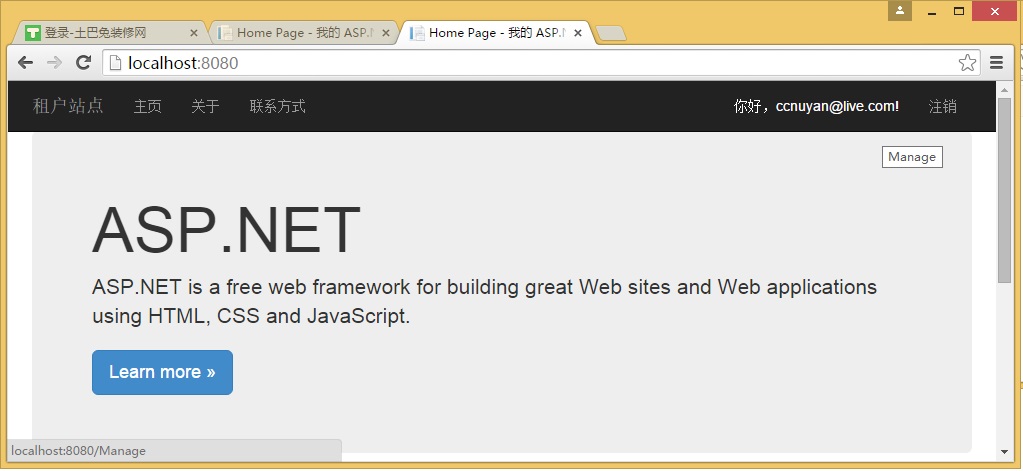 登录-土巴兔装修网
Home Page - 我的 ASP.N
Home Page - 我的 ASP.N
localhost:8080
租户站点 主页 关于 联系方式 你好，ccnuyan@live.com! 注销
Manage
ASP.NET
ASP.NET is a free web framework for building great Web sites and Web applications
using HTML, CSS and JavaScript.
Learn more »
localhost:8080/Manage